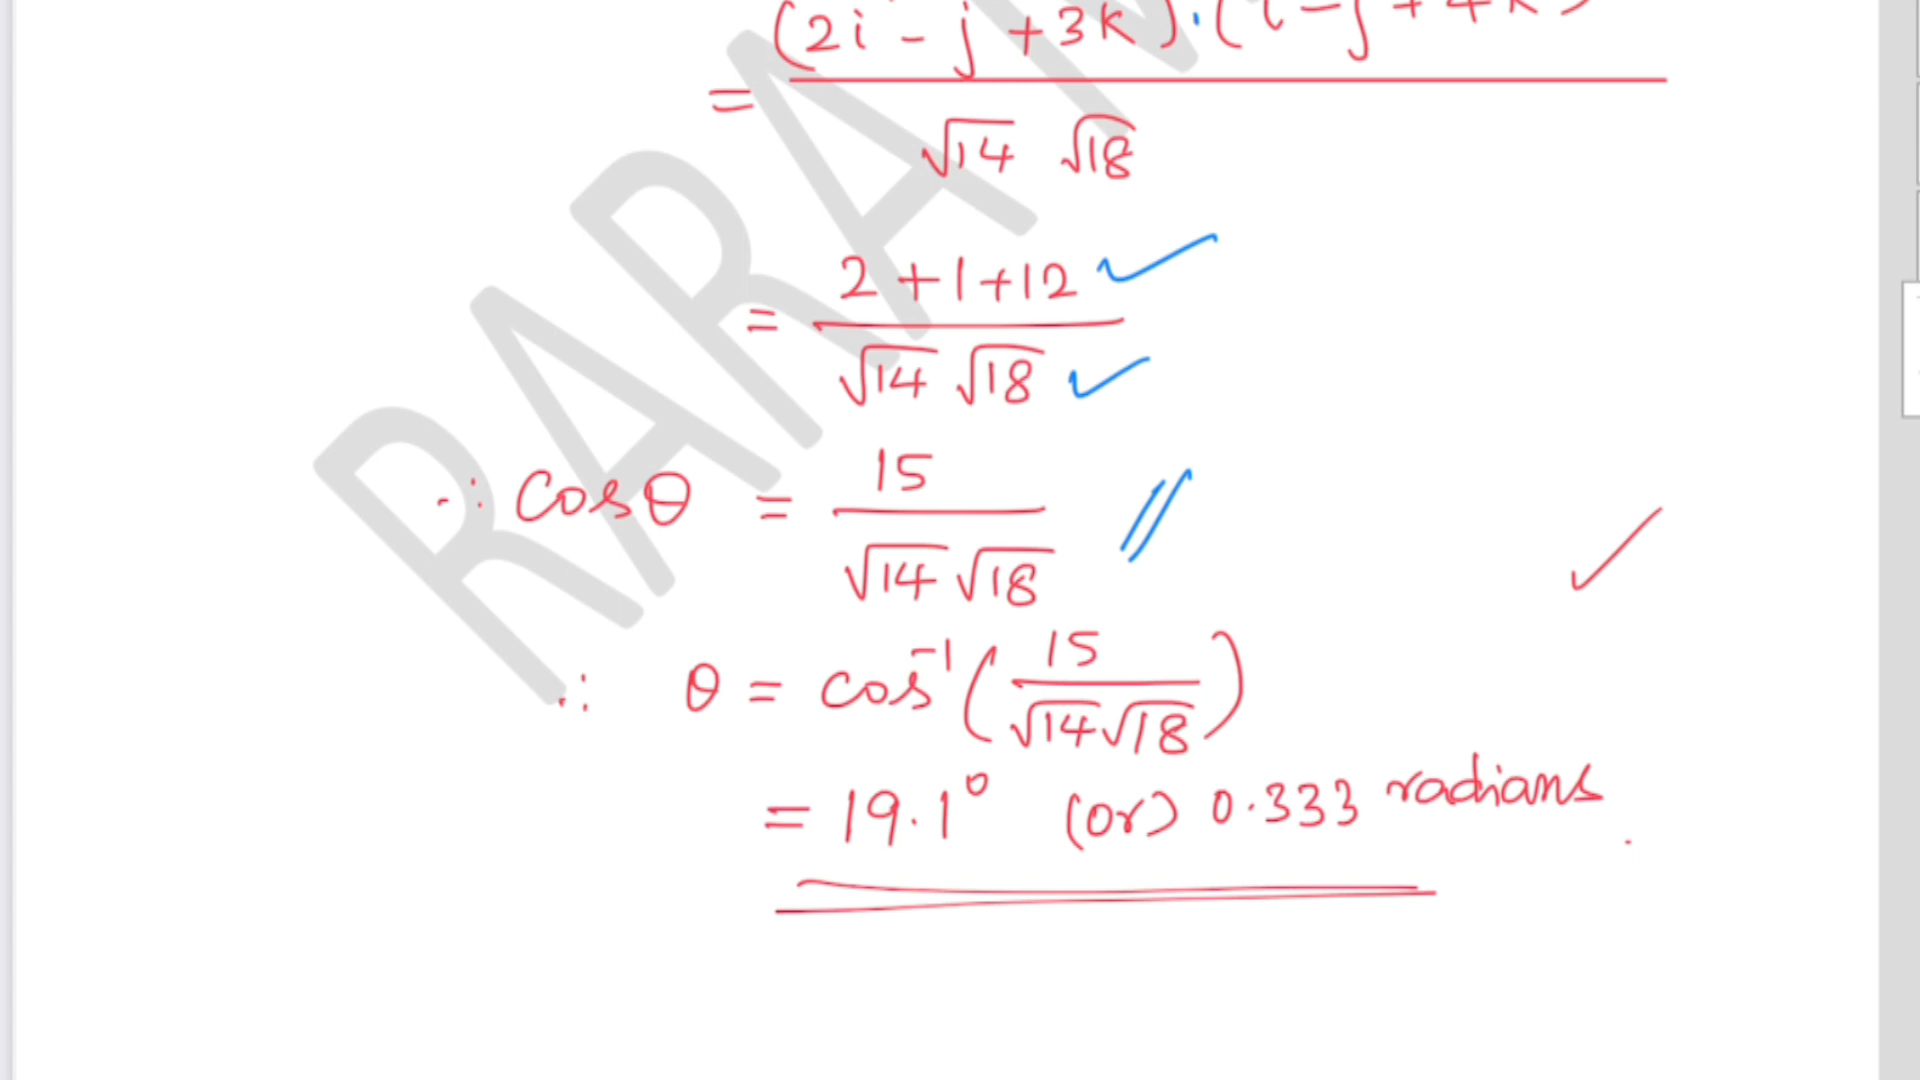 (2i - j + 3k) · (i - j + 4k)
=
√14 √18
2 + 1 + 12
=
√14 √18
∴ Cosθ = 15
√14 √18
∴ θ = cos⁻¹ ( 15 / √14 √18 )
= 19.1° (or) 0.333 radians.
RARA